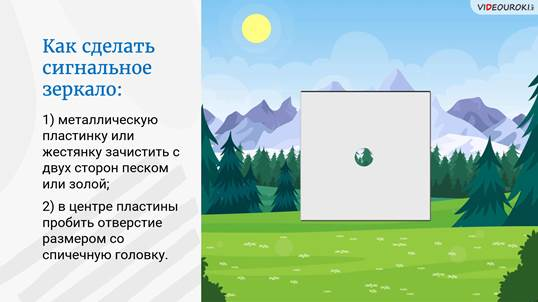 VIDEOUROKI
Как сделать
сигнальное
зеркало:
1) металлическую
пластинку или
жестянку зачистить с
двух сторон песком
или золой;
2) в центре пластины
пробить отверстие
размером со
спичечную головку.